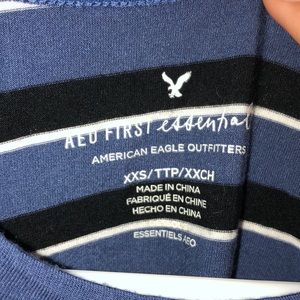 AEO FIRST essential
AMERICAN EAGLE OUTFITTERS
XXS/TTP/XXCH
MADE IN CHINA
FABRIQUÉ EN CHINE
HECHO EN CHINA
ESSENTIELS AEO